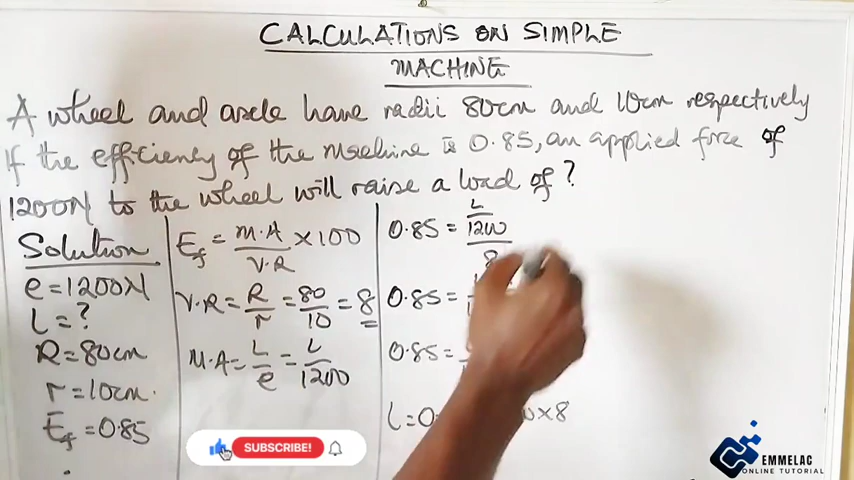 CALCULATIONS ON SIMPLE
MACHINE
A wheel and axle have radii 80cm and 10cm respectively
If the efficiency of the machine is 0.85, an applied force of
1200N to the wheel will raise a load of?
Solution
e=1200N
L=?
R=80cm
r=10cm.
Ef=0.85
Ef = M.A/V.R ×100
V.R = R/r = 80/10 = 8
M.A = L/e = L/1200
0.85 = L/1200/8
0.85 =
0.85 =
L=0. ×8
SUBSCRIBE!
EMMELAC
ONLINE TUTORIAL